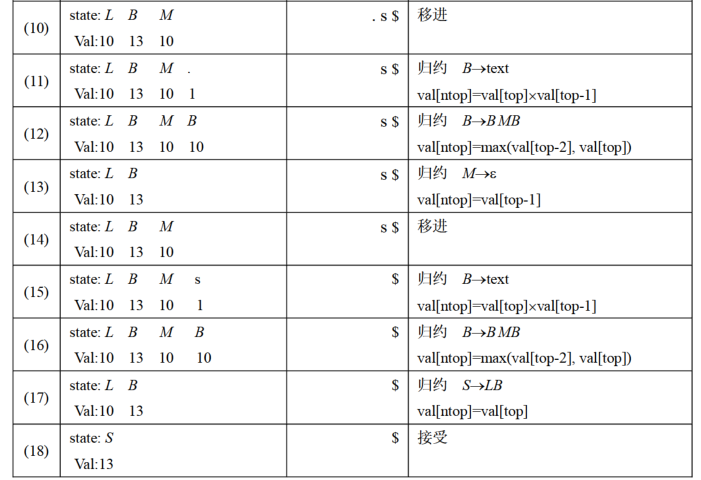 (10) state: L B M . s $ 移进
Val:10 13 10
(11) state: L B M . s $ 归约 B→text
Val:10 13 10 1 val[ntop]=val[top]×val[top-1]
(12) state: L B M B s $ 归约 B→BMB
Val:10 13 10 10 val[ntop]=max(val[top-2], val[top])
(13) state: L B s $ 归约 M→ε
Val:10 13 val[ntop]=val[top-1]
(14) state: L B M s $ 移进
Val:10 13 10
(15) state: L B M s $ 归约 B→text
Val:10 13 10 1 val[ntop]=val[top]×val[top-1]
(16) state: L B M B $ 归约 B→BMB
Val:10 13 10 10 val[ntop]=max(val[top-2], val[top])
(17) state: L B $ 归约 S→LB
Val:10 13 val[ntop]=val[top]
(18) state: S $ 接受
Val:13